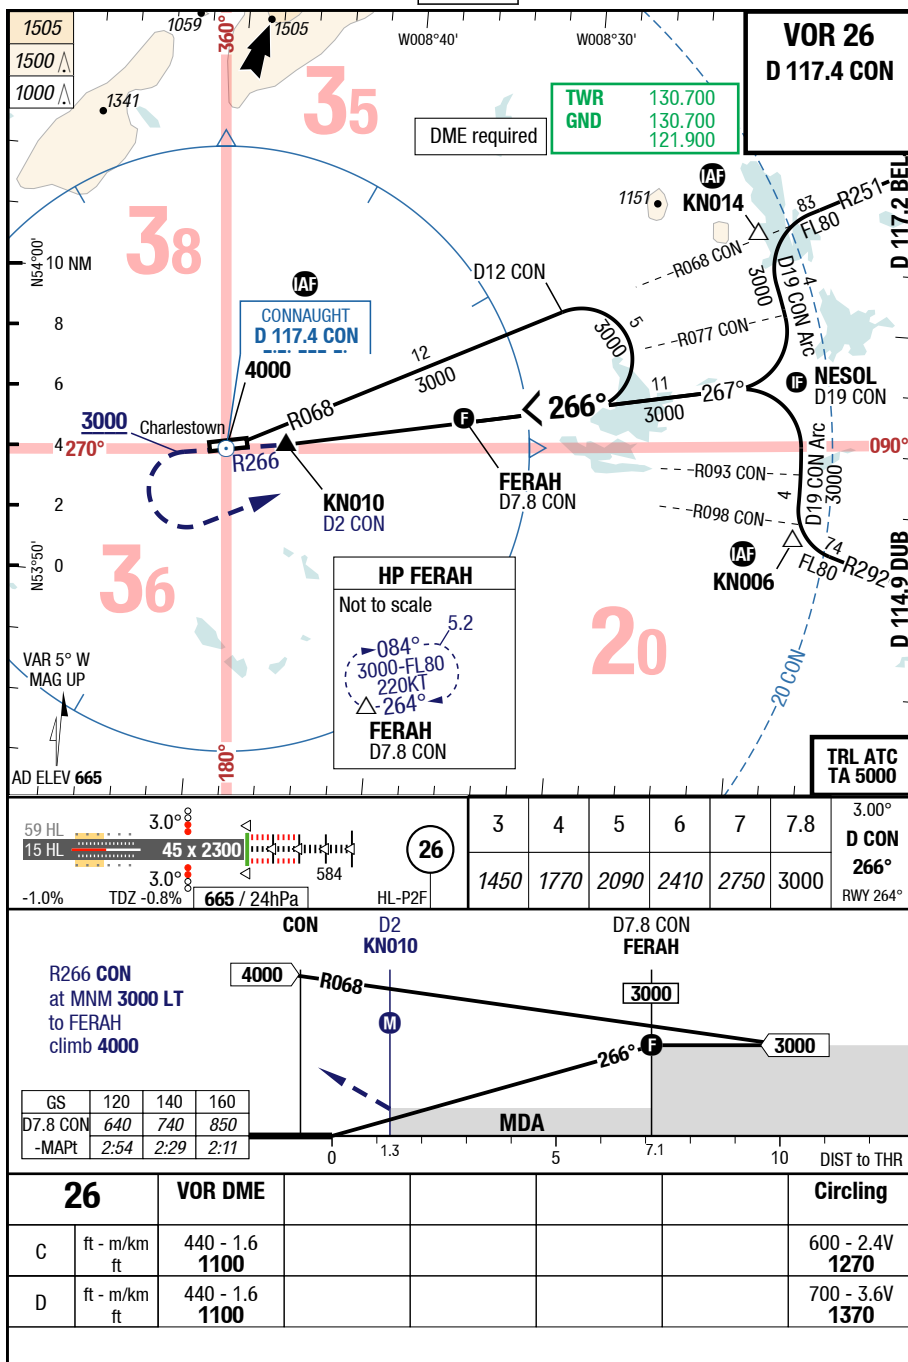 1505
1500
1000
1059
1505
1341
360°
W008°40'
W008°30'
VOR 26
D 117.4 CON
TWR 130.700
GND 130.700
121.900
DME required
35
38
36
20
N54°00'
N53°50'
10 NM
8
6
4
2
0
IAF
CONNAUGHT
D 117.4 CON
4000
3000
Charlestown
270°
090°
180°
R266
R068
12
3000
D12 CON
5
3000
266°
11
3000
267°
F
FERAH
D7.8 CON
KN010
D2 CON
1151
IAF
KN014
R068 CON
R077 CON
R093 CON
R098 CON
83
FL80
R251
D 117.2 BEL
4
3000
D19 CON Arc
IF NESOL
D19 CON
D19 CON Arc
4
3000
IAF
KN006
74
FL80
R292
D 114.9 DUB
20 CON
HP FERAH
Not to scale
5.2
084°
3000-FL80
220KT
264°
FERAH
D7.8 CON
VAR 5° W
MAG UP
AD ELEV 665
TRL ATC
TA 5000
59 HL
15 HL
3.0°
45 x 2300
3.0°
584
-1.0%
TDZ -0.8%
665 / 24hPa
HL-P2F
26
3 4 5 6 7 7.8
1450 1770 2090 2410 2750 3000
3.00°
D CON
266°
RWY 264°
CON
D2
KN010
D7.8 CON
FERAH
R266 CON
at MNM 3000 LT
to FERAH
climb 4000
4000
R068
M
3000
266°
F
3000
MDA
GS 120 140 160
D7.8 CON 640 740 850
-MAPt 2:54 2:29 2:11
0 1.3 5 7.1 10 DIST to THR
26 VOR DME Circling
C ft - m/km 440 - 1.6 600 - 2.4V
ft 1100 1270
D ft - m/km 440 - 1.6 700 - 3.6V
ft 1100 1370